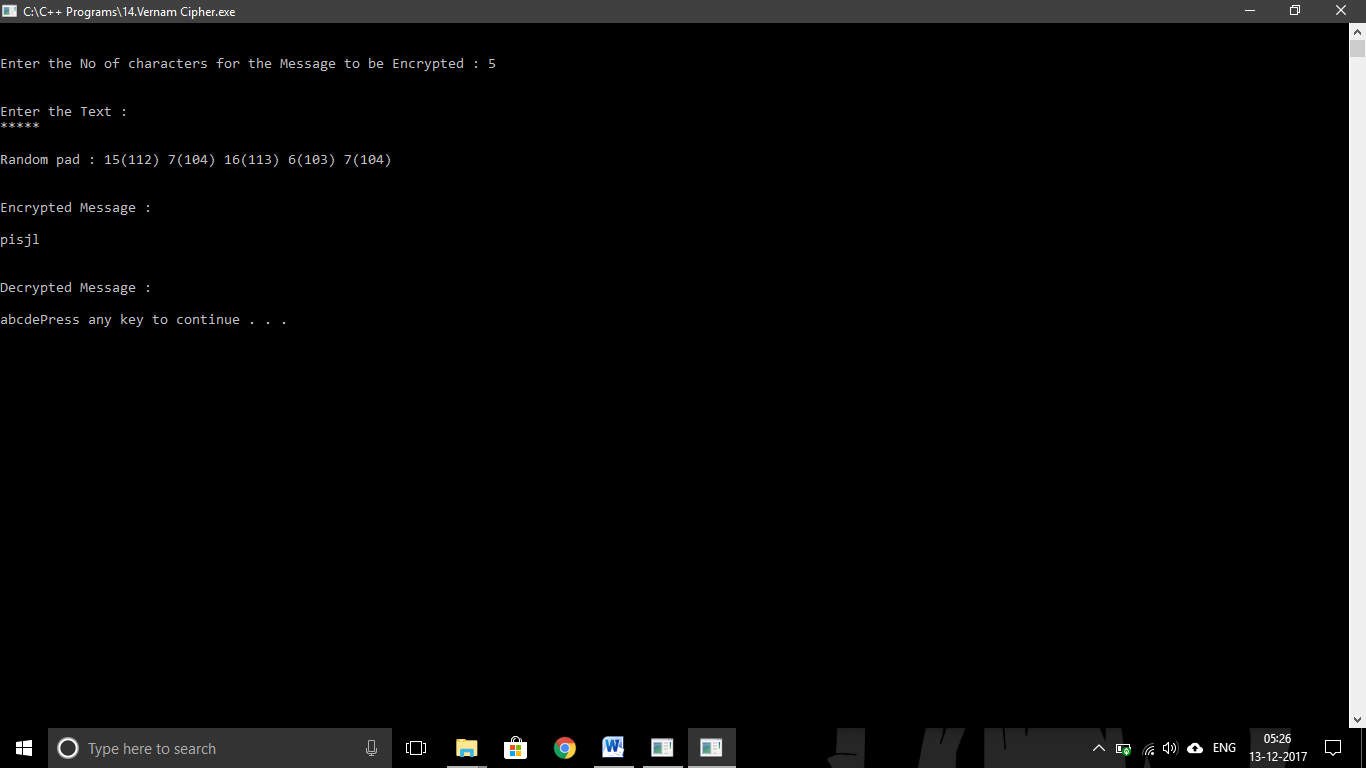 C:\C++ Programs\14.Vernam Cipher.exe
Enter the No of characters for the Message to be Encrypted : 5
Enter the Text :
*****
Random pad : 15(112) 7(104) 16(113) 6(103) 7(104)
Encrypted Message :
pisjl
Decrypted Message :
abcdePress any key to continue . . .
Type here to search
ENG
05:26
13-12-2017